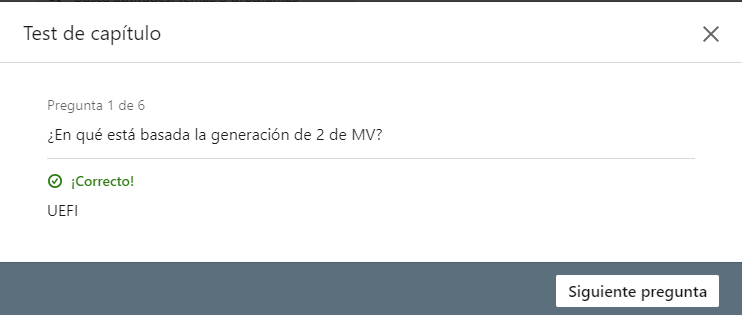 Test de capítulo
Pregunta 1 de 6
¿En qué está basada la generación de 2 de MV?
¡Correcto!
UEFI
Siguiente pregunta